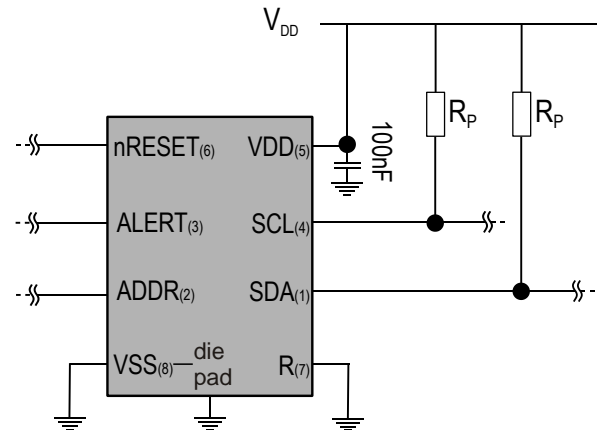 VDD
nRESET(6) VDD(5)
100nF
RP RP
ALERT(3) SCL(4)
ADDR(2) SDA(1)
VSS(8) die pad R(7)